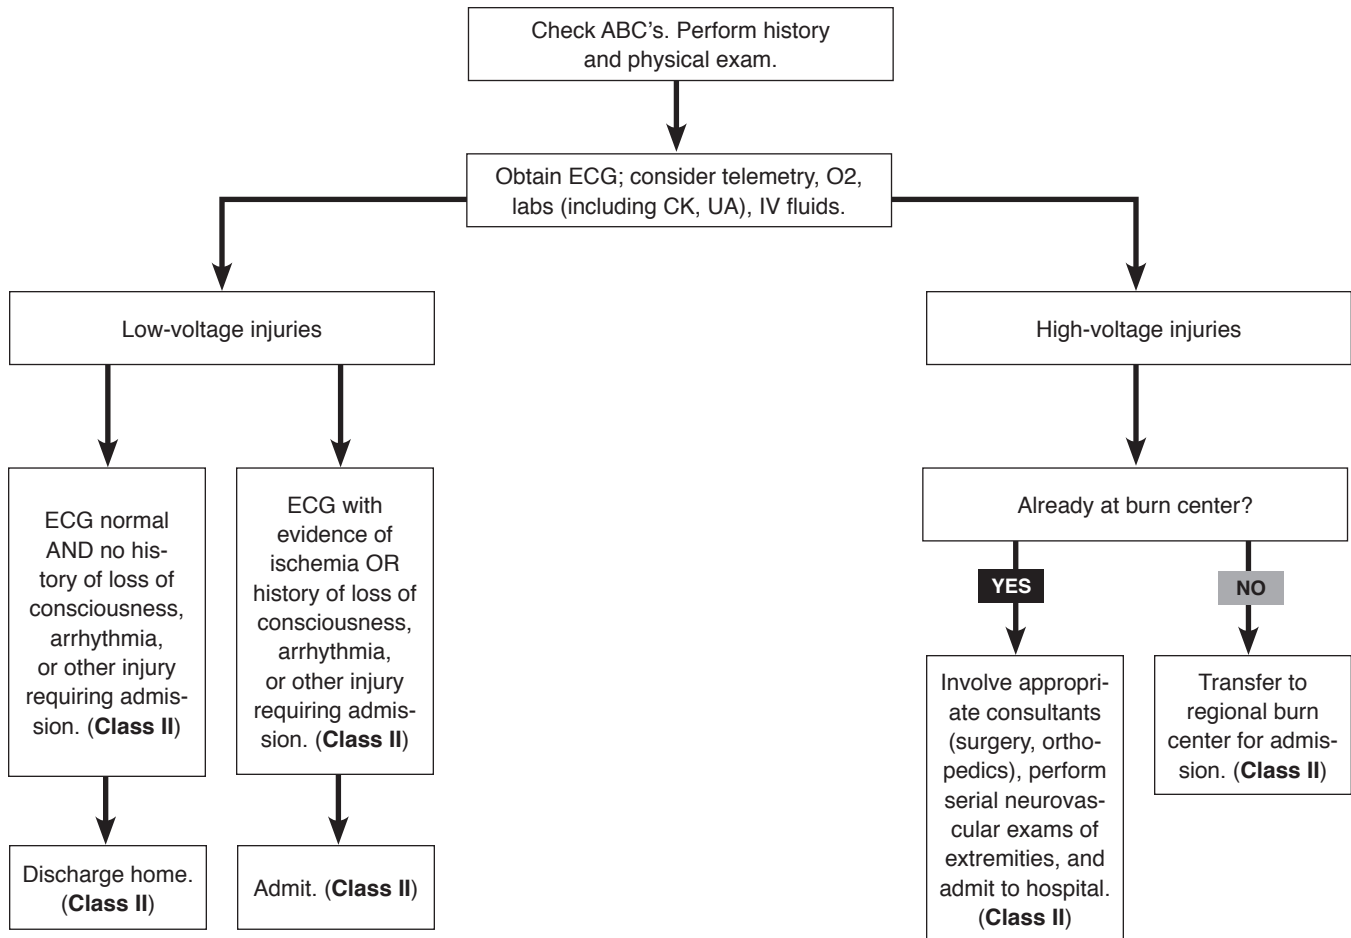 Check ABC’s. Perform history
and physical exam.
Obtain ECG; consider telemetry, O2,
labs (including CK, UA), IV fluids.
Low-voltage injuries
High-voltage injuries
ECG normal
AND no his-
tory of loss of
consciousness,
arrhythmia,
or other injury
requiring admis-
sion. (Class II)
ECG with
evidence of
ischemia OR
history of loss of
consciousness,
arrhythmia,
or other injury
requiring admis-
sion. (Class II)
Already at burn center?
YES
NO
Involve appropri-
ate consultants
(surgery, ortho-
pedics), perform
serial neurovas-
cular exams of
extremities, and
admit to hospital.
(Class II)
Transfer to
regional burn
center for admis-
sion. (Class II)
Discharge home.
(Class II)
Admit. (Class II)